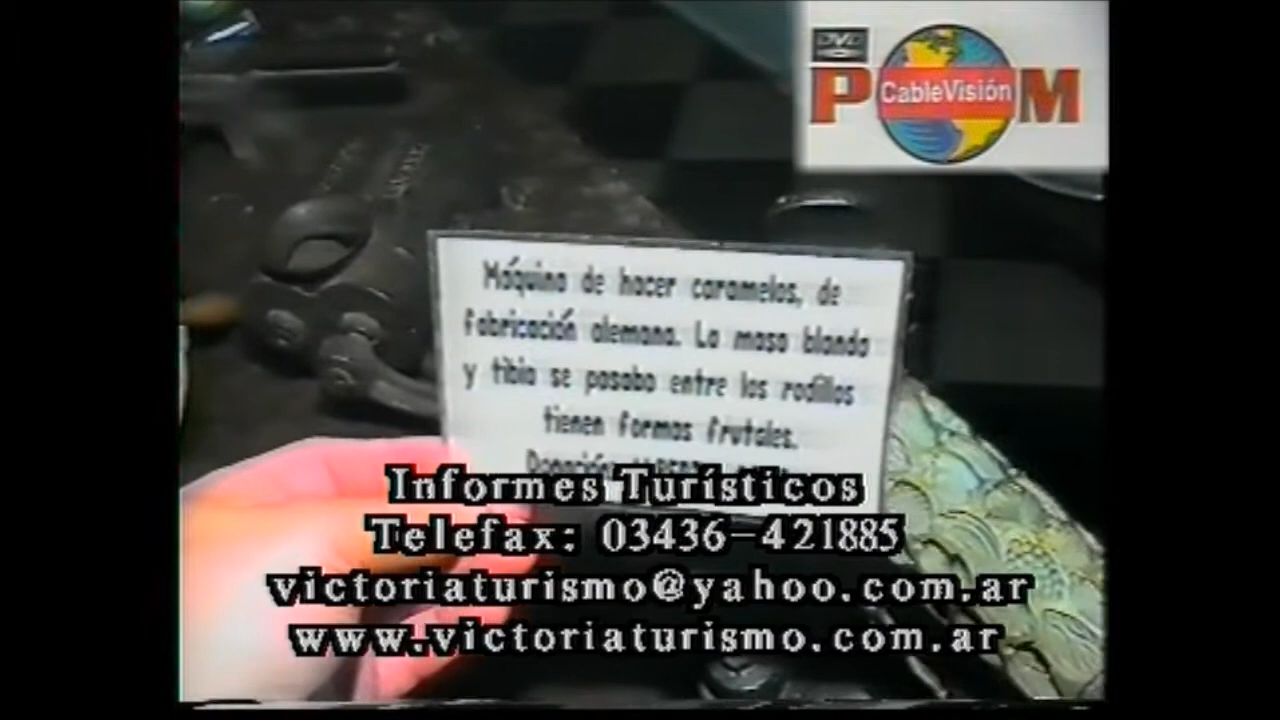 DVD
P CableVisión M
Máquina de hacer caramelos, de
fabricación alemana. La masa blanda
y tibia se pasaba entre los rodillos
tienen formas frutales.
Donación:
Informes Turísticos
Telefax: 03436-421885
victoriaturismo@yahoo.com.ar
www.victoriaturismo.com.ar